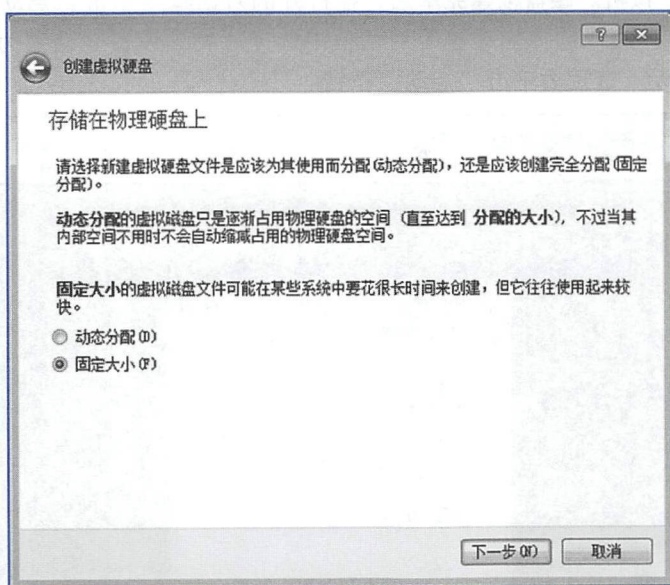 ?
创建虚拟硬盘
存储在物理硬盘上
请选择新建虚拟硬盘文件是应该为其使用而分配(动态分配)，还是应该创建完全分配(固定
分配)。
动态分配的虚拟磁盘只是逐渐占用物理硬盘的空间（直至达到 分配的大小），不过当其
内部空间不用时不会自动缩减占用的物理硬盘空间。
固定大小的虚拟磁盘文件可能在某些系统中要花很长时间来创建，但它往往使用起来较
快。
动态分配(D)
固定大小(F)
下一步(N)
取消